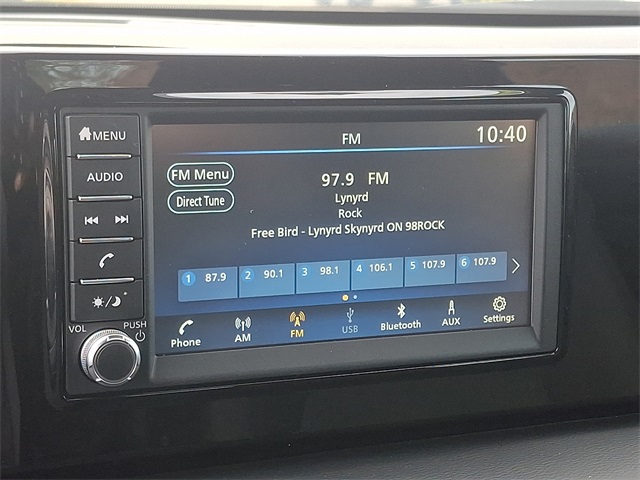 MENU
AUDIO
VOL
PUSH
FM
10:40
FM Menu
Direct Tune
97.9 FM
Lynyrd
Rock
Free Bird - Lynyrd Skynyrd ON 98ROCK
1 87.9
2 90.1
3 98.1
4 106.1
5 107.9
6 107.9
Phone
AM
FM
USB
Bluetooth
AUX
Settings